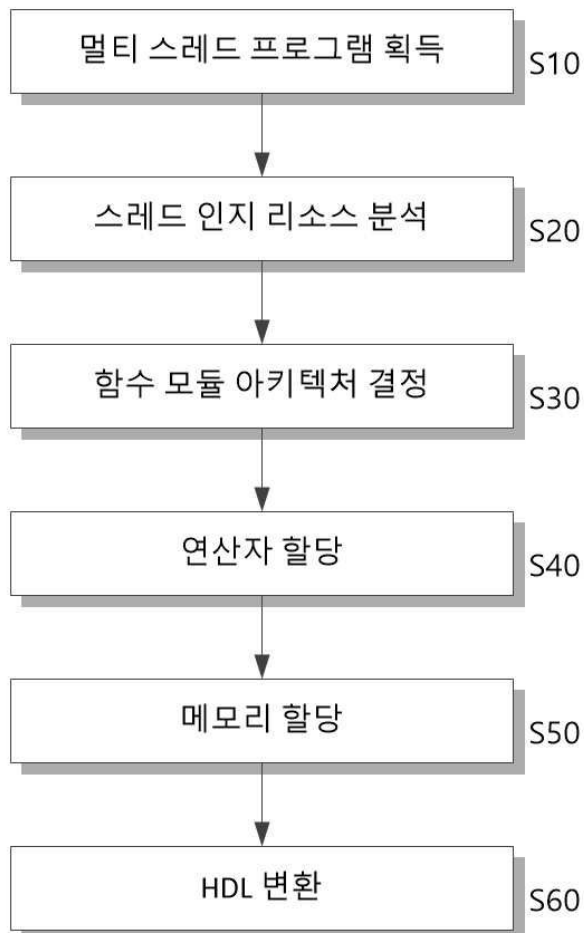 멀티 스레드 프로그램 획득
S10
스레드 인지 리소스 분석
S20
함수 모듈 아키텍처 결정
S30
연산자 할당
S40
메모리 할당
S50
HDL 변환
S60